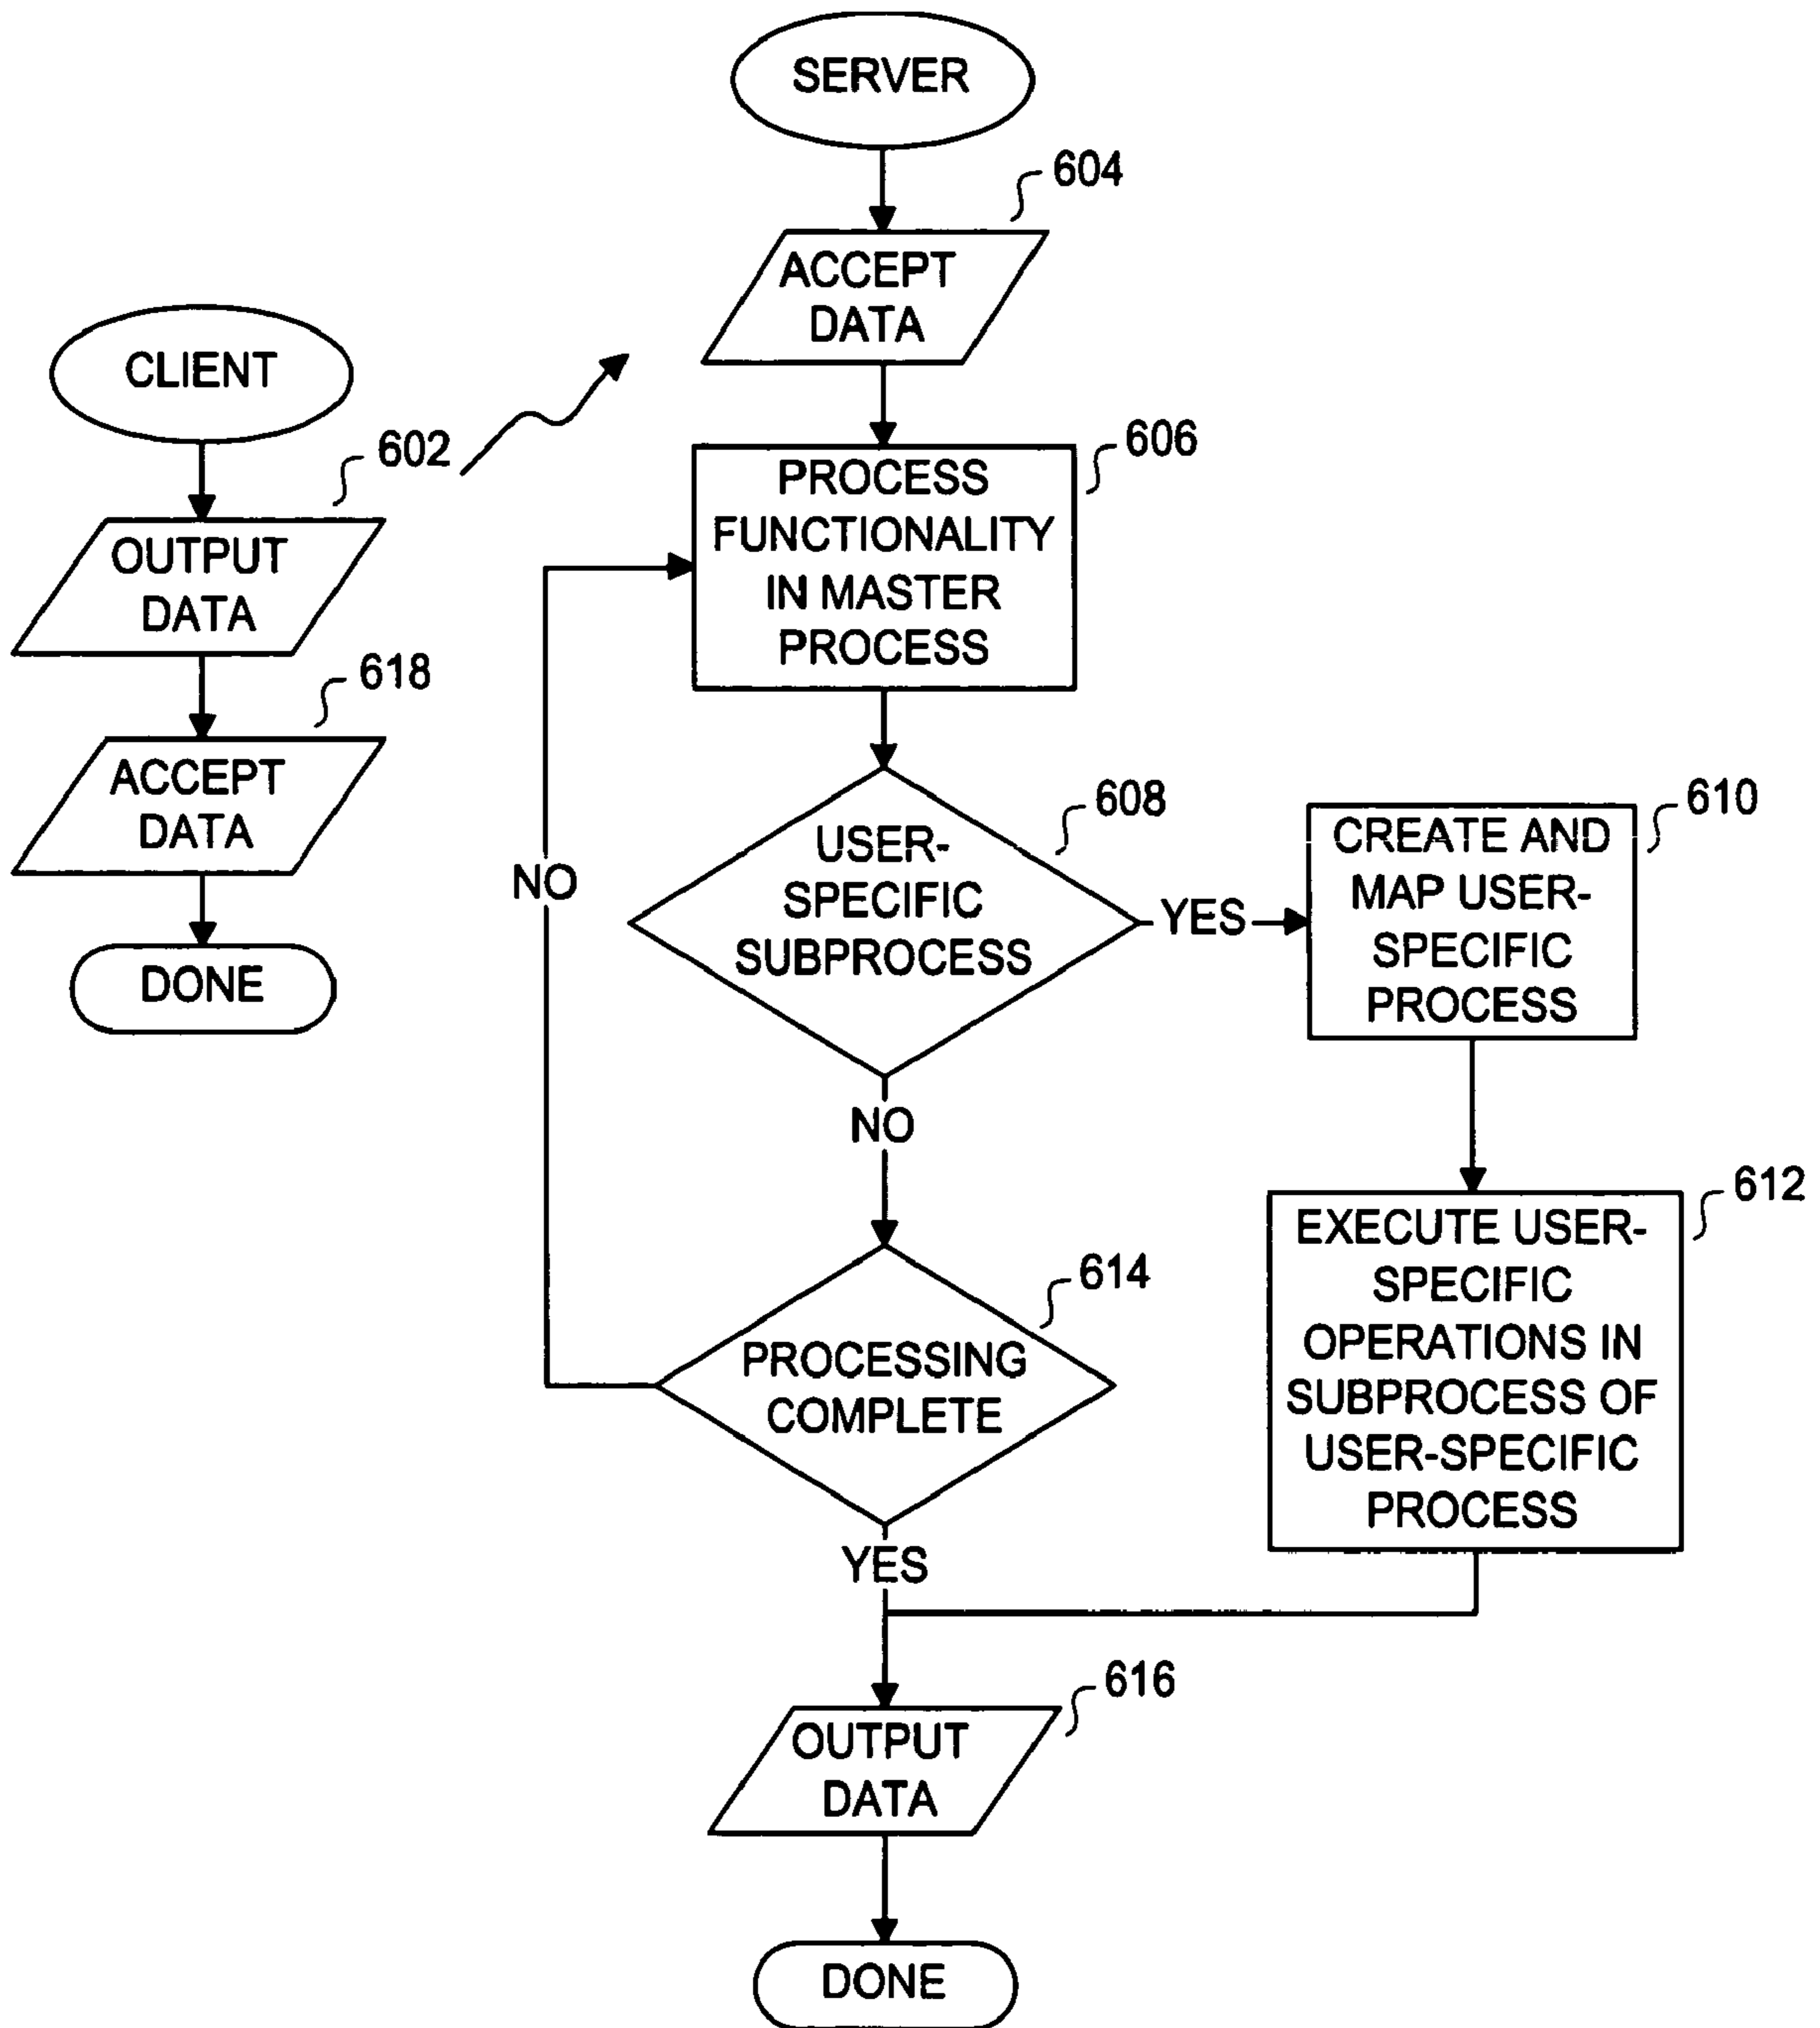 SERVER
604
ACCEPT
DATA
CLIENT
602
OUTPUT
DATA
618
ACCEPT
DATA
DONE
606
PROCESS
FUNCTIONALITY
IN MASTER
PROCESS
608
USER-
SPECIFIC
SUBPROCESS
NO
YES
610
CREATE AND
MAP USER-
SPECIFIC
PROCESS
NO
612
EXECUTE USER-
SPECIFIC
OPERATIONS IN
SUBPROCESS OF
USER-SPECIFIC
PROCESS
614
PROCESSING
COMPLETE
YES
616
OUTPUT
DATA
DONE